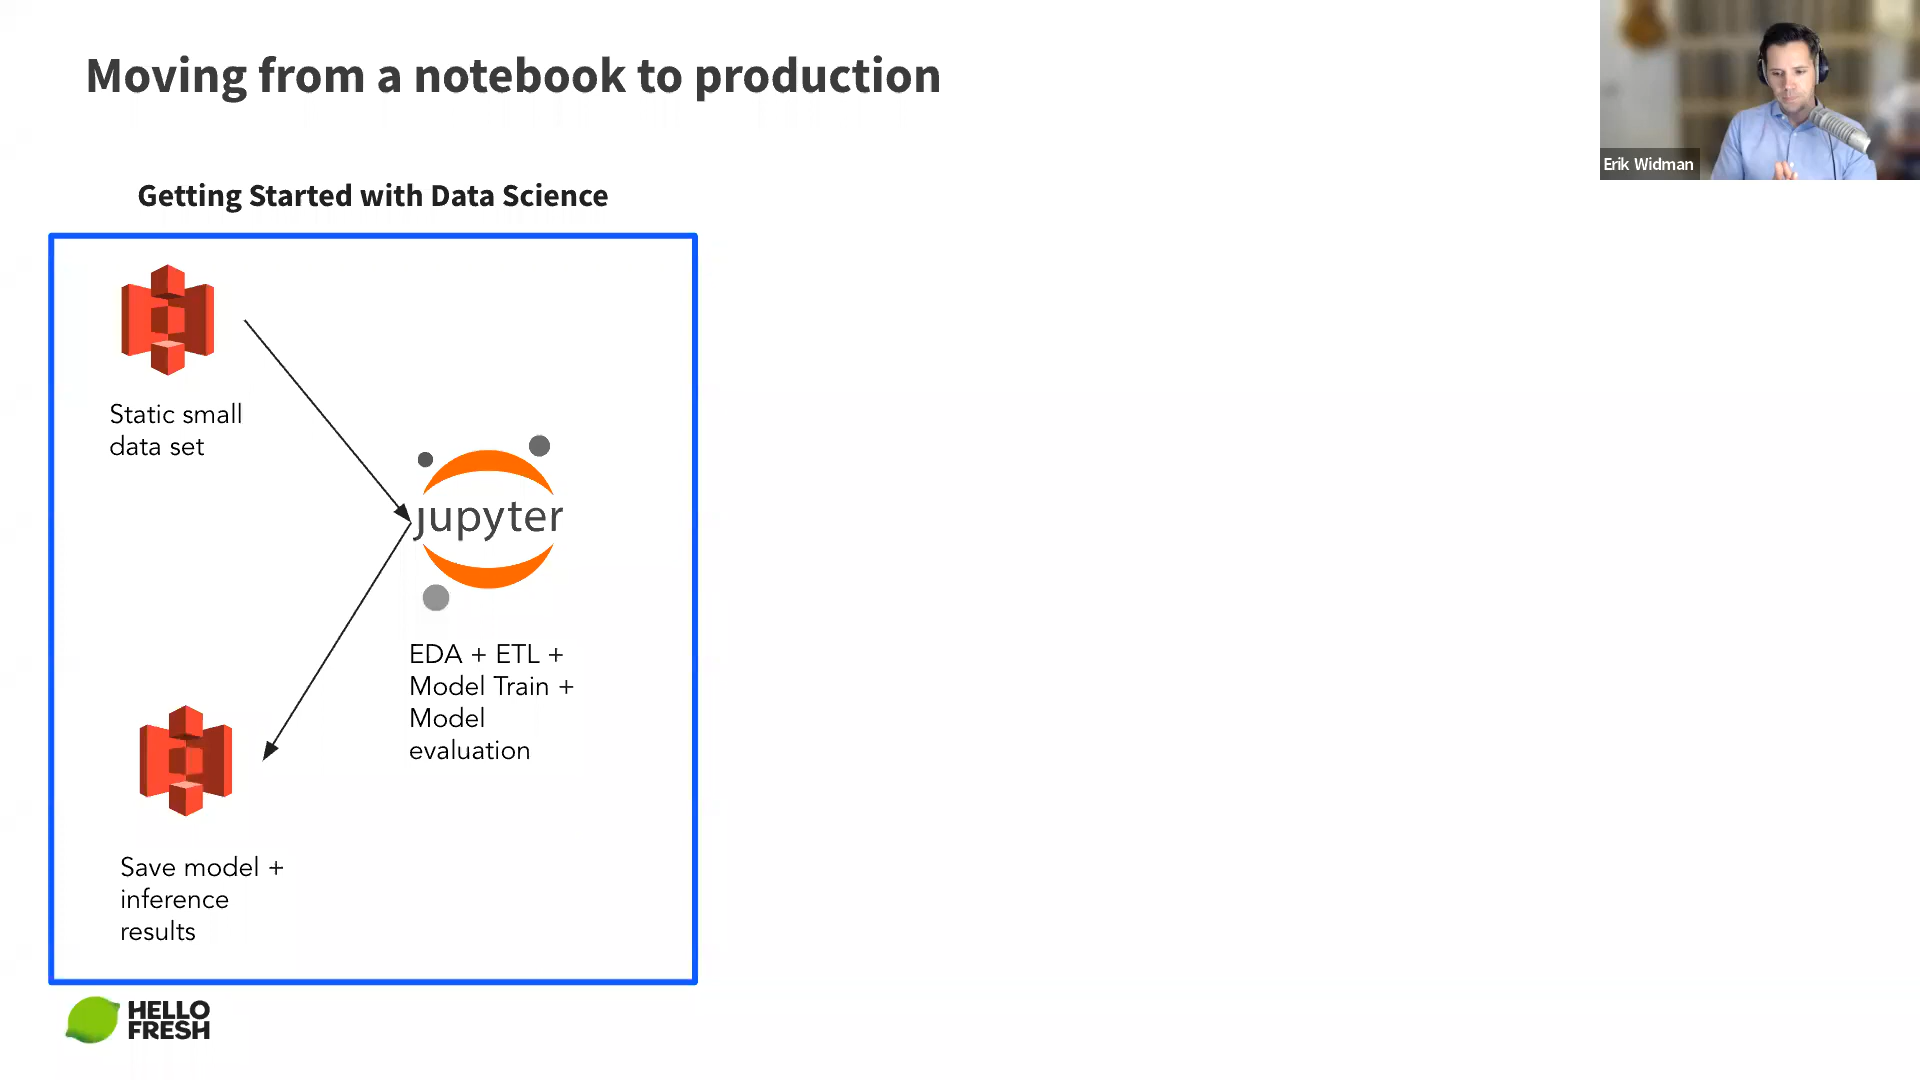 Moving from a notebook to production
Erik Widman
Getting Started with Data Science
Static small
data set
jupyter
EDA + ETL +
Model Train +
Model
evaluation
Save model +
inference
results
HELLO
FRESH